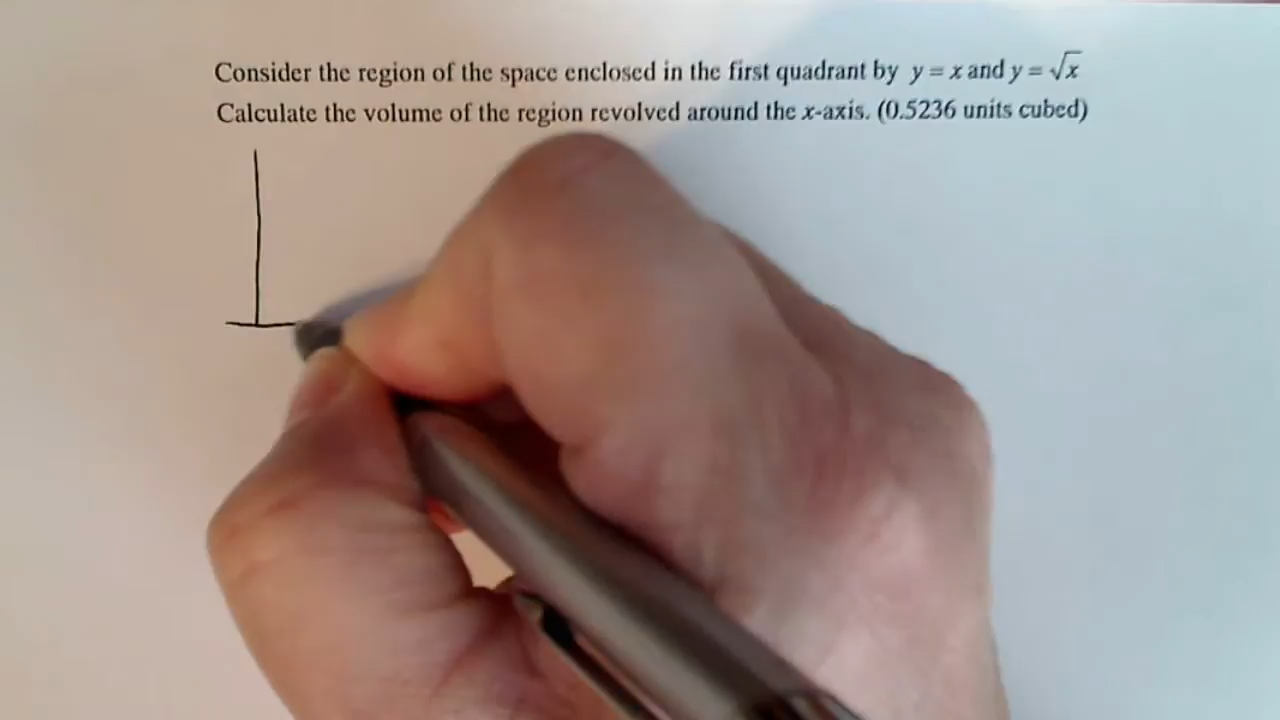 Consider the region of the space enclosed in the first quadrant by y = x and y = √x
Calculate the volume of the region revolved around the x-axis. (0.5236 units cubed)